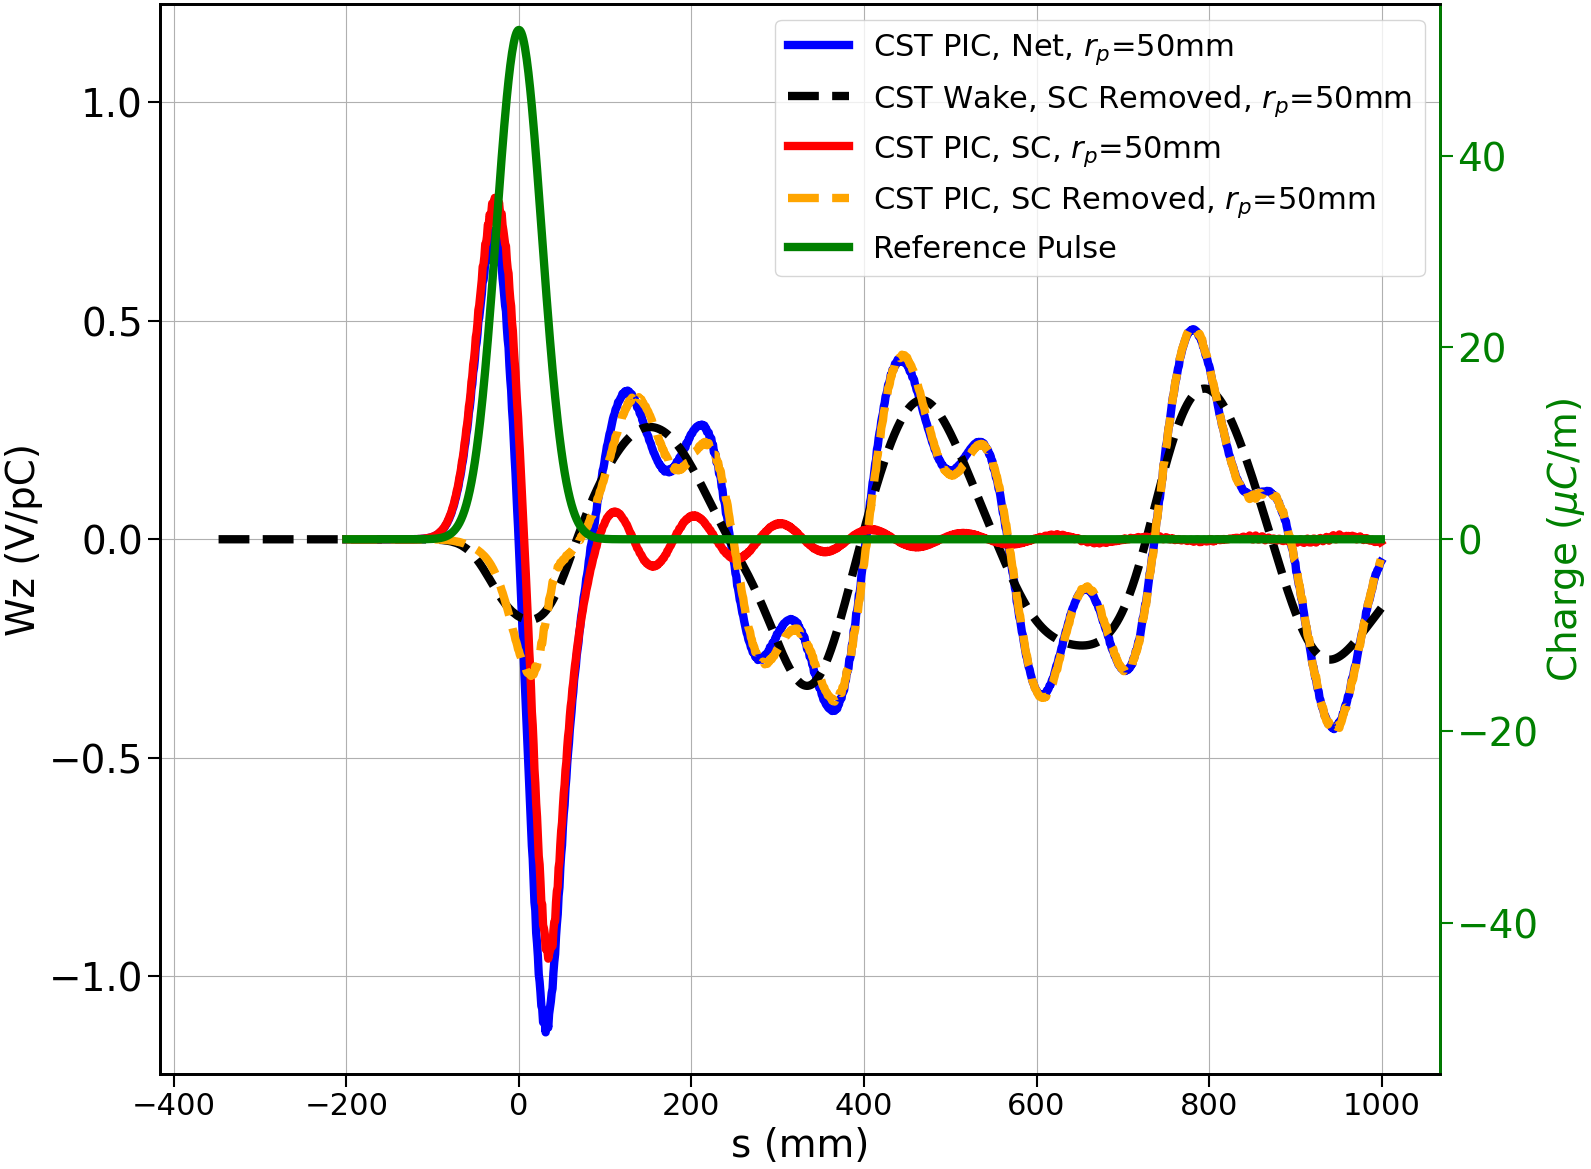 CST PIC, Net, r_p=50mm
CST Wake, SC Removed, r_p=50mm
CST PIC, SC, r_p=50mm
CST PIC, SC Removed, r_p=50mm
Reference Pulse
Wz (V/pC)
1.0
0.5
0.0
−0.5
−1.0
Charge (μC/m)
40
20
0
−20
−40
−400
−200
0
200
400
600
800
1000
s (mm)